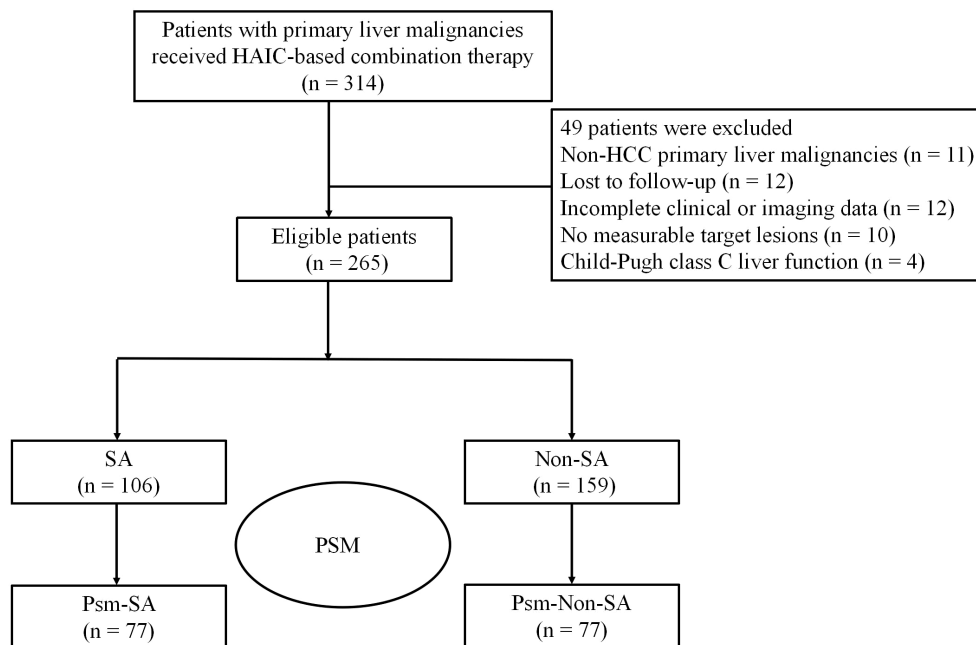 Patients with primary liver malignancies
received HAIC-based combination therapy
(n = 314)
49 patients were excluded
Non-HCC primary liver malignancies (n = 11)
Lost to follow-up (n = 12)
Incomplete clinical or imaging data (n = 12)
No measurable target lesions (n = 10)
Child-Pugh class C liver function (n = 4)
Eligible patients
(n = 265)
SA
(n = 106)
Non-SA
(n = 159)
PSM
Psm-SA
(n = 77)
Psm-Non-SA
(n = 77)